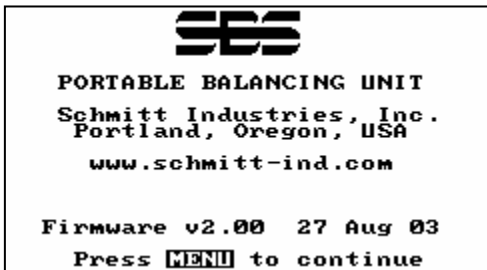 SBS
PORTABLE BALANCING UNIT
Schmitt Industries, Inc.
Portland, Oregon, USA
www.schmitt-ind.com
Firmware v2.00 27 Aug 03
Press MENU to continue